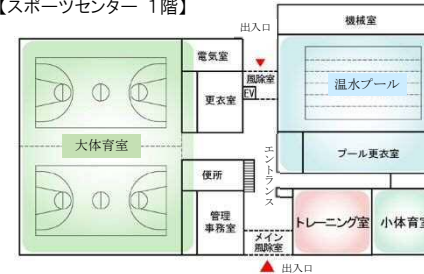 【スポーツセンター 1階】
出入口
機械室
電気室
風除室
EV
更衣室
温水プール
大体育室
エントランス
プール更衣室
便所
管理
事務室
トレーニング室
小体育室
メイン
風除室
出入口